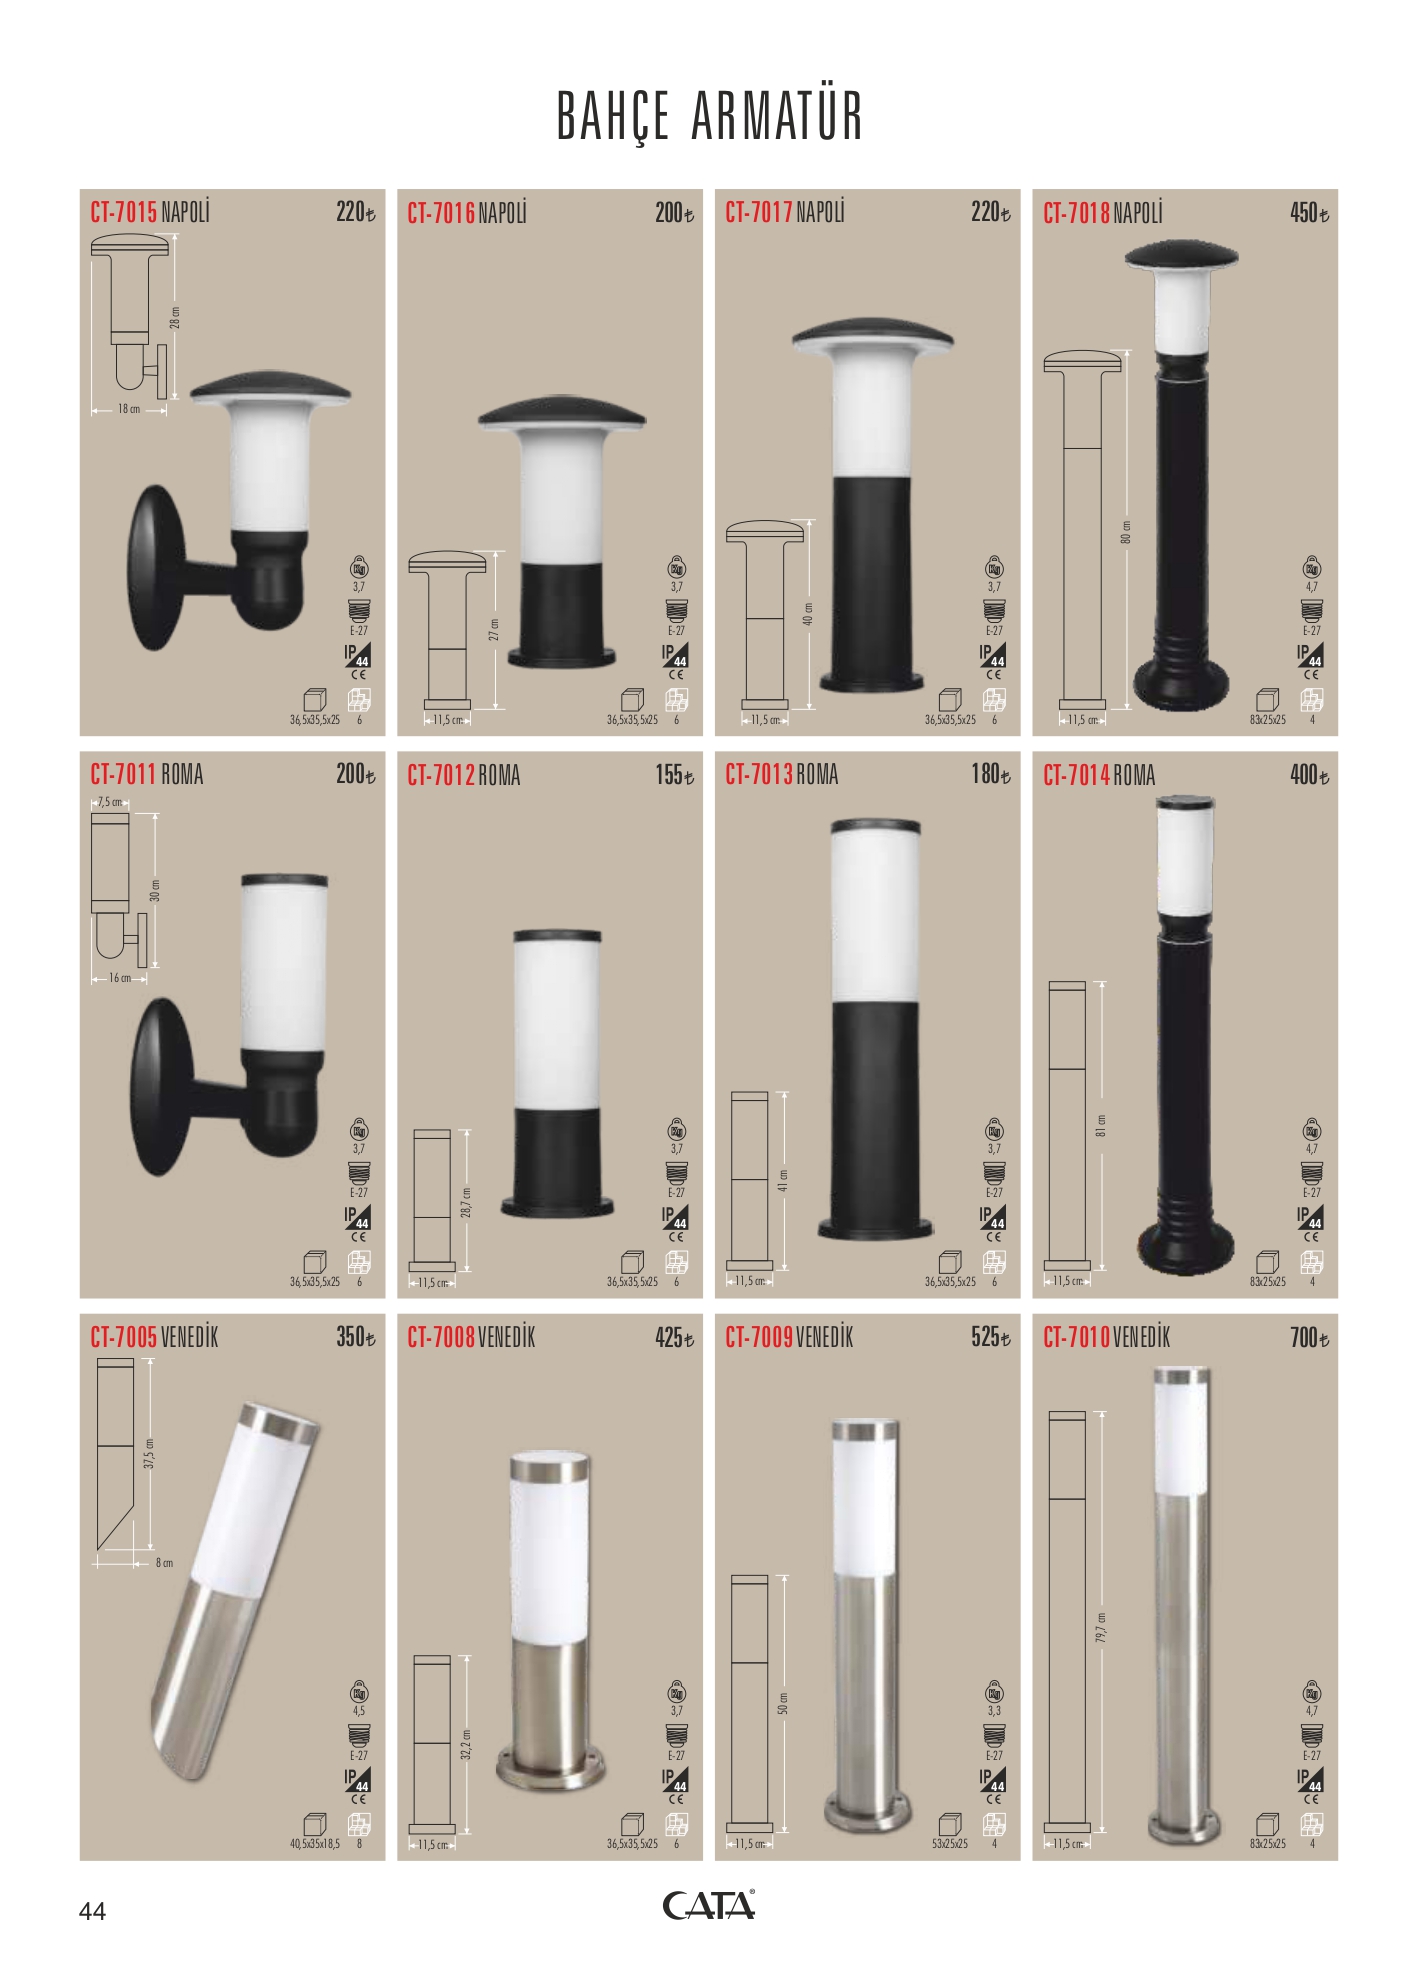 BAHÇE ARMATÜR
CT-7015 NAPOLİ 220₺
28 cm
18 cm
Kg
3,7
E-27
IP 44
CE
36,5x35,5x25 6
CT-7016 NAPOLİ 200₺
27 cm
11,5 cm
Kg
3,7
E-27
IP 44
CE
36,5x35,5x25 6
CT-7017 NAPOLİ 220₺
40 cm
11,5 cm
Kg
3,7
E-27
IP 44
CE
36,5x35,5x25 6
CT-7018 NAPOLİ 450₺
80 cm
11,5 cm
Kg
4,7
E-27
IP 44
CE
83x25x25 4
CT-7011 ROMA 200₺
7,5 cm
30 cm
16 cm
Kg
3,7
E-27
IP 44
CE
36,5x35,5x25 6
CT-7012 ROMA 155₺
28,7 cm
11,5 cm
Kg
3,7
E-27
IP 44
CE
36,5x35,5x25 6
CT-7013 ROMA 180₺
41 cm
11,5 cm
Kg
3,7
E-27
IP 44
CE
36,5x35,5x25 6
CT-7014 ROMA 400₺
81 cm
11,5 cm
Kg
4,7
E-27
IP 44
CE
83x25x25 4
CT-7005 VENEDİK 350₺
37,5 cm
8 cm
Kg
4,5
E-27
IP 44
CE
40,5x35x18,5 8
CT-7008 VENEDİK 425₺
32,2 cm
11,5 cm
Kg
3,7
E-27
IP 44
CE
36,5x35,5x25 6
CT-7009 VENEDİK 525₺
50 cm
11,5 cm
Kg
3,3
E-27
IP 44
CE
53x25x25 4
CT-7010 VENEDİK 700₺
79,7 cm
11,5 cm
Kg
4,7
E-27
IP 44
CE
83x25x25 4
44
CATA®